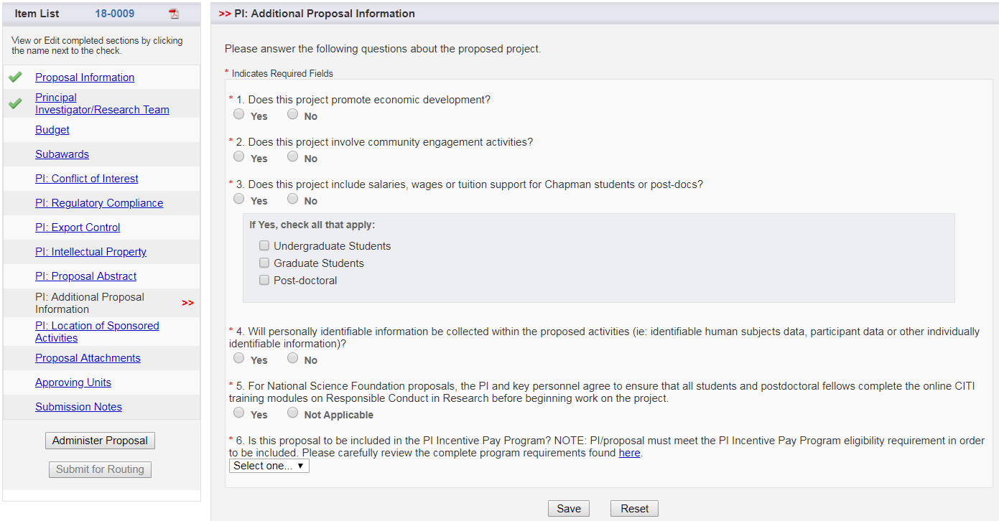 Item List 18-0009
View or Edit completed sections by clicking
the name next to the check.
Proposal Information
Principal
Investigator/Research Team
Budget
Subawards
PI: Conflict of Interest
PI: Regulatory Compliance
PI: Export Control
PI: Intellectual Property
PI: Proposal Abstract
PI: Additional Proposal
Information >>
PI: Location of Sponsored
Activities
Proposal Attachments
Approving Units
Submission Notes
Administer Proposal
Submit for Routing
>> PI: Additional Proposal Information
Please answer the following questions about the proposed project.
* Indicates Required Fields
* 1. Does this project promote economic development?
Yes No
* 2. Does this project involve community engagement activities?
Yes No
* 3. Does this project include salaries, wages or tuition support for Chapman students or post-docs?
Yes No
If Yes, check all that apply:
Undergraduate Students
Graduate Students
Post-doctoral
* 4. Will personally identifiable information be collected within the proposed activities (ie: identifiable human subjects data, participant data or other individually
identifiable information)?
Yes No
* 5. For National Science Foundation proposals, the PI and key personnel agree to ensure that all students and postdoctoral fellows complete the online CITI
training modules on Responsible Conduct in Research before beginning work on the project.
Yes Not Applicable
* 6. Is this proposal to be included in the PI Incentive Pay Program? NOTE: PI/proposal must meet the PI Incentive Pay Program eligibility requirement in order
to be included. Please carefully review the complete program requirements found here.
Select one... ▼
Save Reset